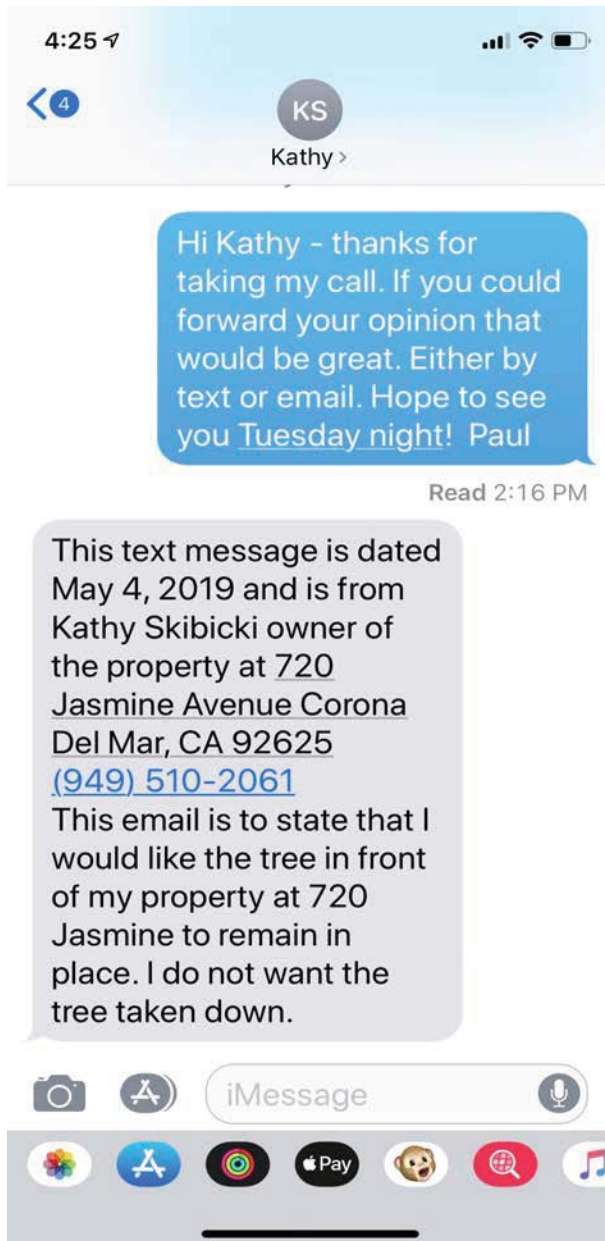 4:25
4
KS
Kathy >
Hi Kathy - thanks for
taking my call. If you could
forward your opinion that
would be great. Either by
text or email. Hope to see
you Tuesday night!  Paul
Read 2:16 PM
This text message is dated
May 4, 2019 and is from
Kathy Skibicki owner of
the property at 720
Jasmine Avenue Corona
Del Mar, CA 92625
(949) 510-2061
This email is to state that I
would like the tree in front
of my property at 720
Jasmine to remain in
place. I do not want the
tree taken down.
iMessage
Pay